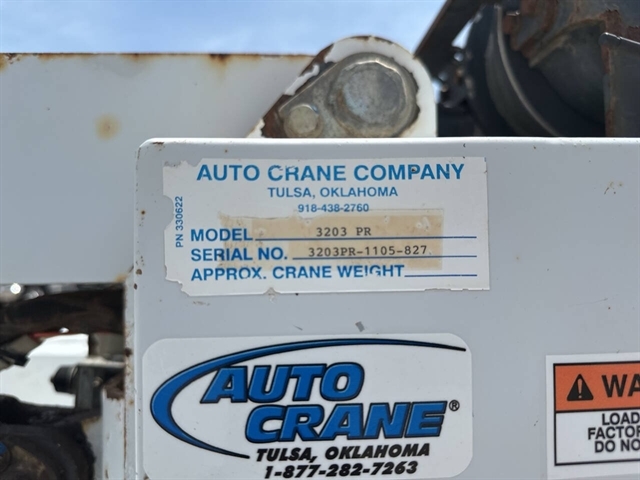 AUTO CRANE COMPANY
TULSA, OKLAHOMA
918-438-2760
PN 330622
MODEL 3203 PR
SERIAL NO. 3203PR-1105-827
APPROX. CRANE WEIGHT
AUTO
CRANE®
TULSA, OKLAHOMA
1-877-282-7263
WA
LOAD
FACTOR
DO NO